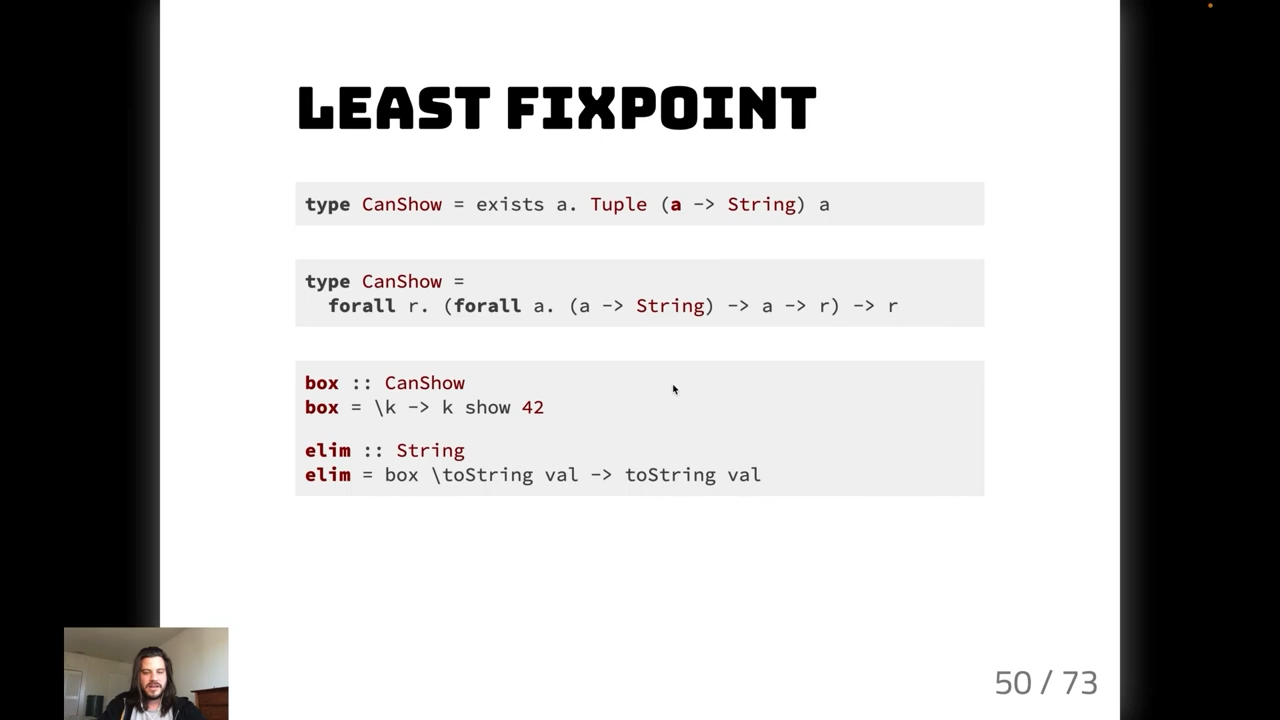 LEAST FIXPOINT
type CanShow = exists a. Tuple (a -> String) a
type CanShow =
forall r. (forall a. (a -> String) -> a -> r) -> r
box :: CanShow
box = \k -> k show 42
elim :: String
elim = box \toString val -> toString val
50 / 73